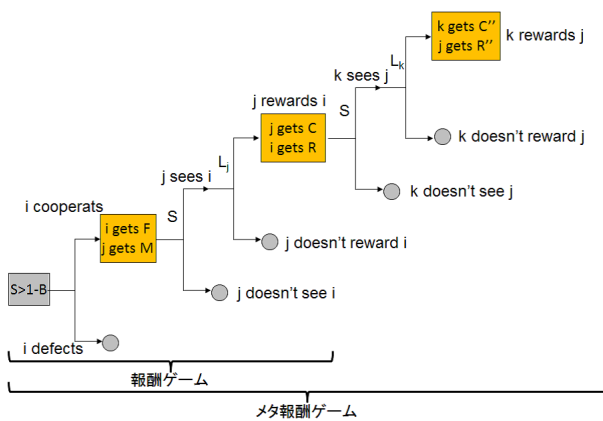 k gets C′′
j gets R′′
k rewards j
k sees j
Lk
S
j rewards i
j gets C
i gets R
k doesn't reward j
Lj
j sees i
k doesn't see j
i cooperats
S
i gets F
j gets M
j doesn't reward i
S>1-B
j doesn't see i
i defects
報酬ゲーム
メタ報酬ゲーム